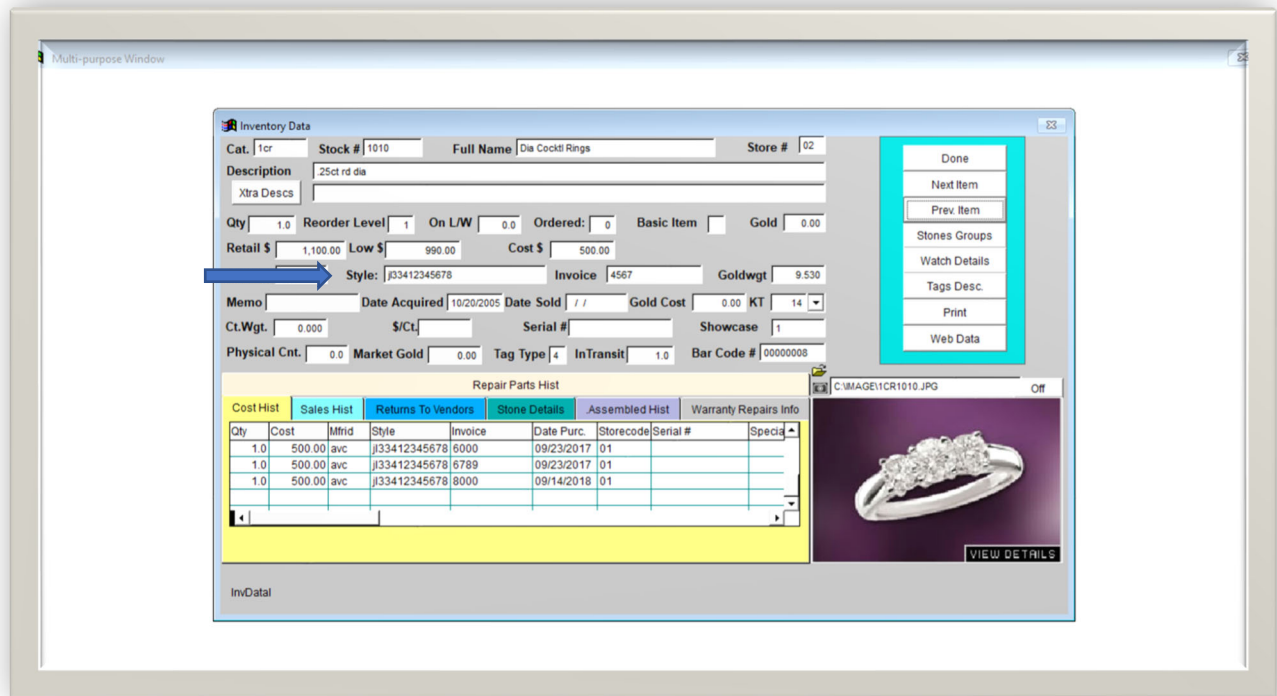 Multi-purpose Window
Inventory Data
Cat. 1cr Stock # 1010 Full Name Dia Cocktl Rings Store # 02
Description .25ct rd dia
Xtra Descs
Qty 1.0 Reorder Level 1 On L/W 0.0 Ordered: 0 Basic Item Gold 0.00
Retail $ 1,100.00 Low $ 990.00 Cost $ 500.00
Style: jl33412345678 Invoice 4567 Goldwgt 9.530
Memo Date Acquired 10/20/2005 Date Sold / / Gold Cost 0.00 KT 14
Ct.Wgt. 0.000 $/Ct. Serial # Showcase 1
Physical Cnt. 0.0 Market Gold 0.00 Tag Type 4 InTransit 1.0 Bar Code # 00000008
Done
Next Item
Prev. Item
Stones Groups
Watch Details
Tags Desc.
Print
Web Data
Repair Parts Hist
Cost Hist Sales Hist Returns To Vendors Stone Details .Assembled Hist Warranty Repairs Info
Qty Cost Mfrid Style Invoice Date Purc. Storecode Serial # Specia
1.0 500.00 avc jl33412345678 6000 09/23/2017 01
1.0 500.00 avc jl33412345678 6789 09/23/2017 01
1.0 500.00 avc jl33412345678 8000 09/14/2018 01
C:\IMAGE\1CR1010.JPG Off
VIEW DETAILS
InvDataI